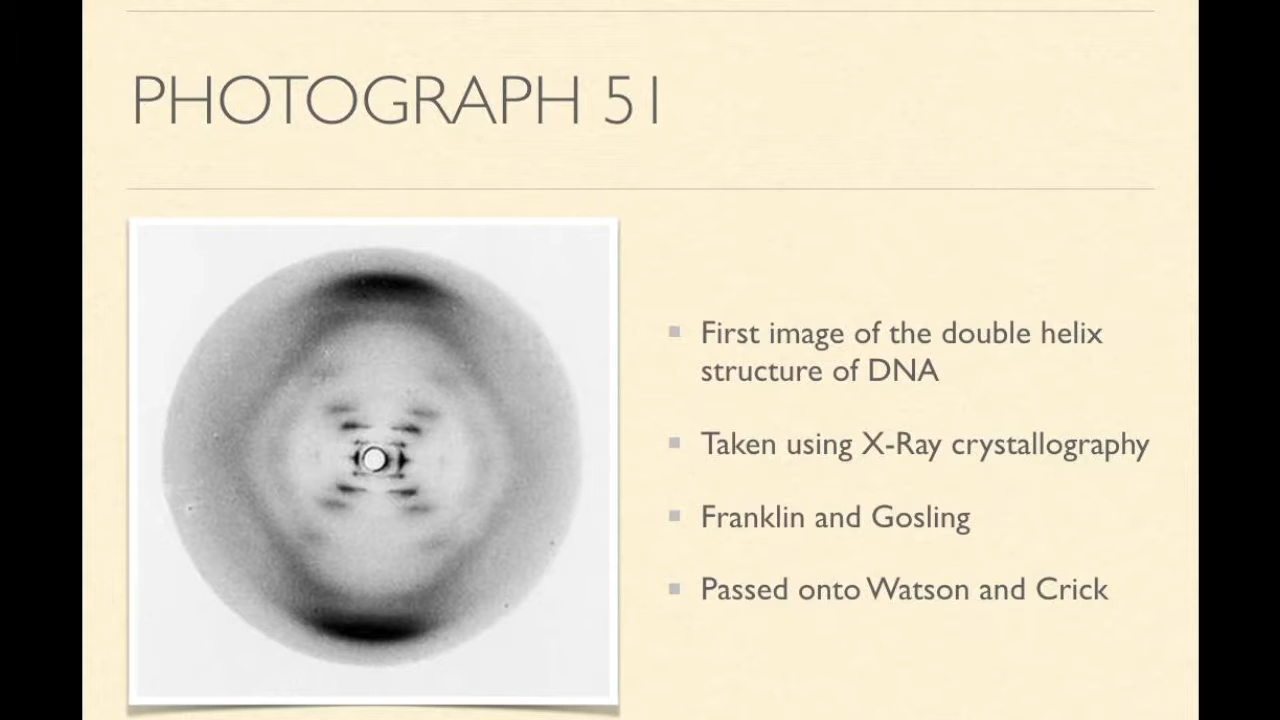 PHOTOGRAPH 51
First image of the double helix
structure of DNA
Taken using X-Ray crystallography
Franklin and Gosling
Passed onto Watson and Crick